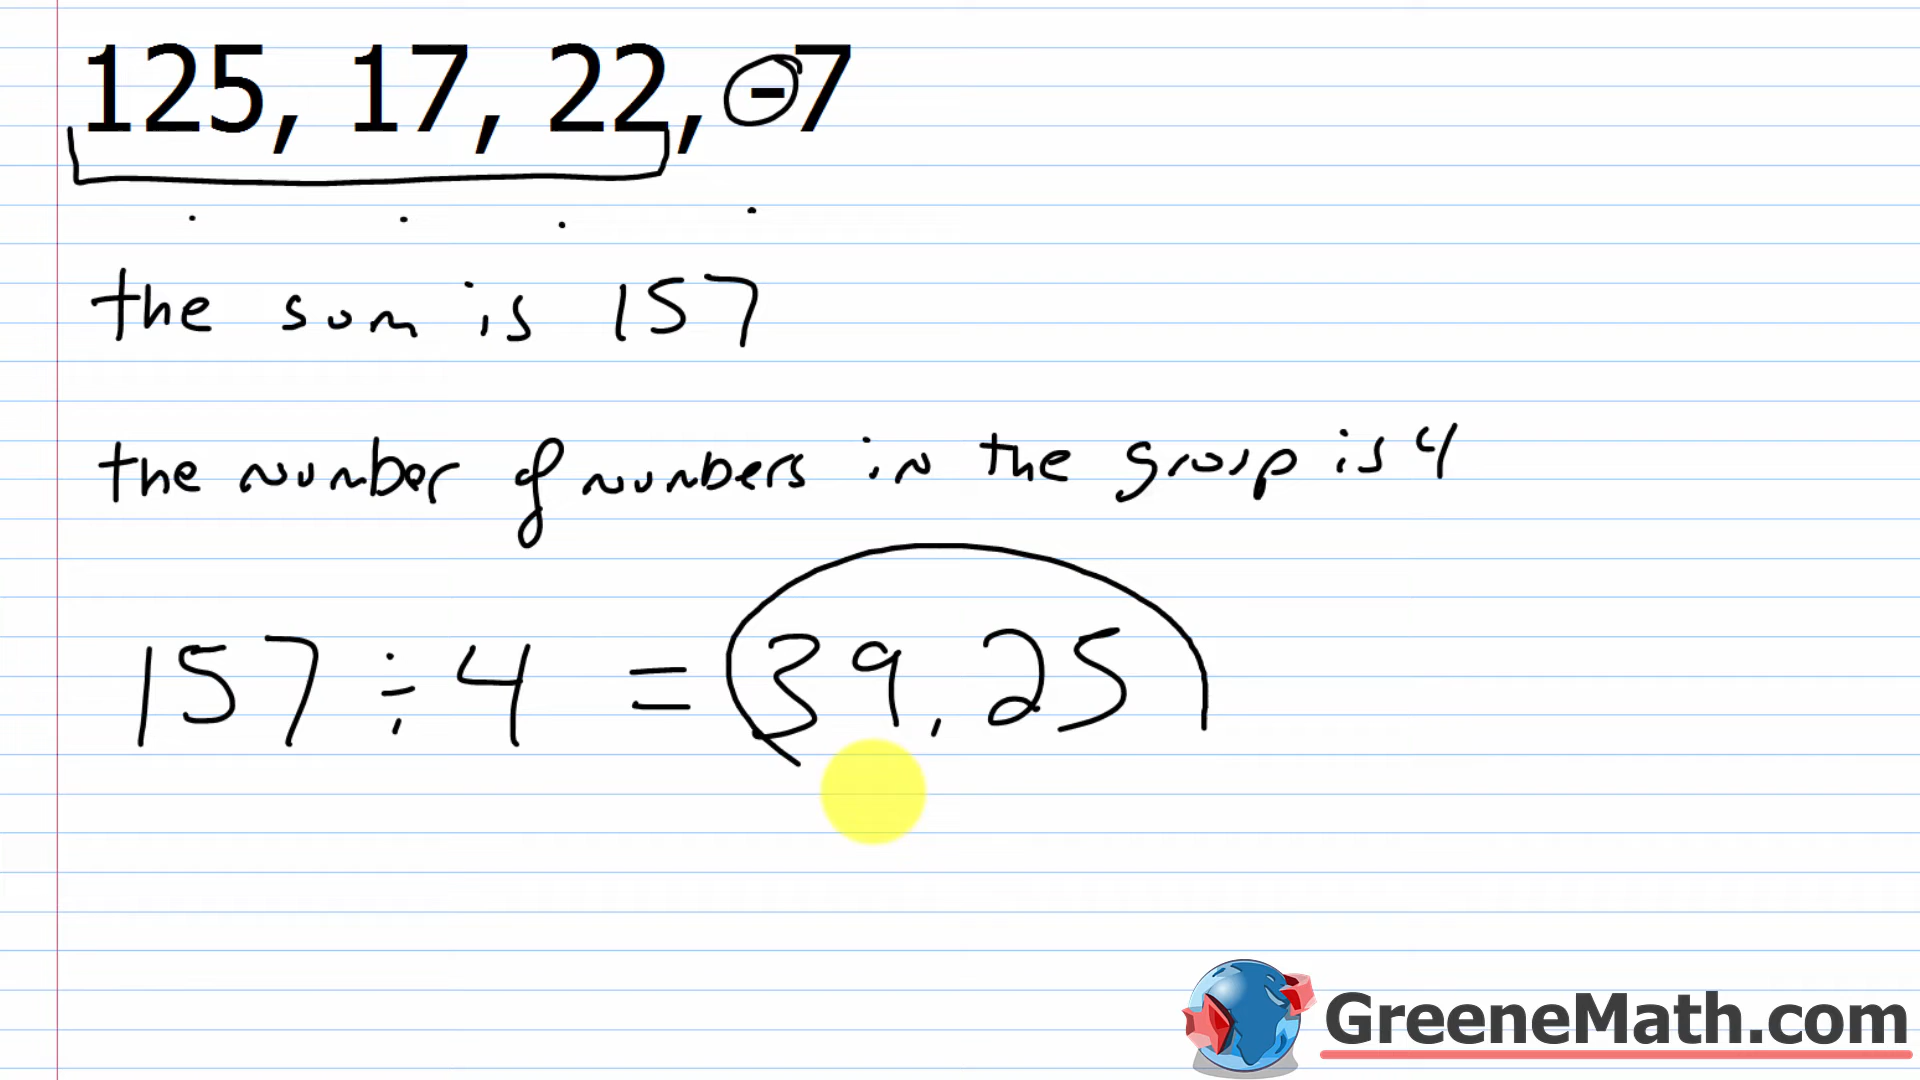 125, 17, 22, -7
the sum is 157
the number of numbers in the group is 4
157 ÷ 4 = 39.25
GreeneMath.com